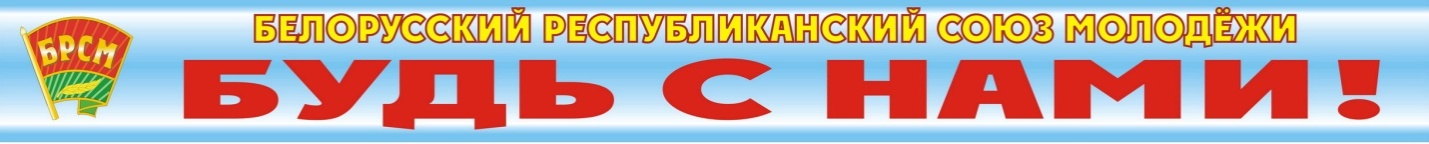 БЕЛОРУССКИЙ РЕСПУБЛИКАНСКИЙ СОЮЗ МОЛОДЁЖИ
БРСМ
БУДЬ С НАМИ!